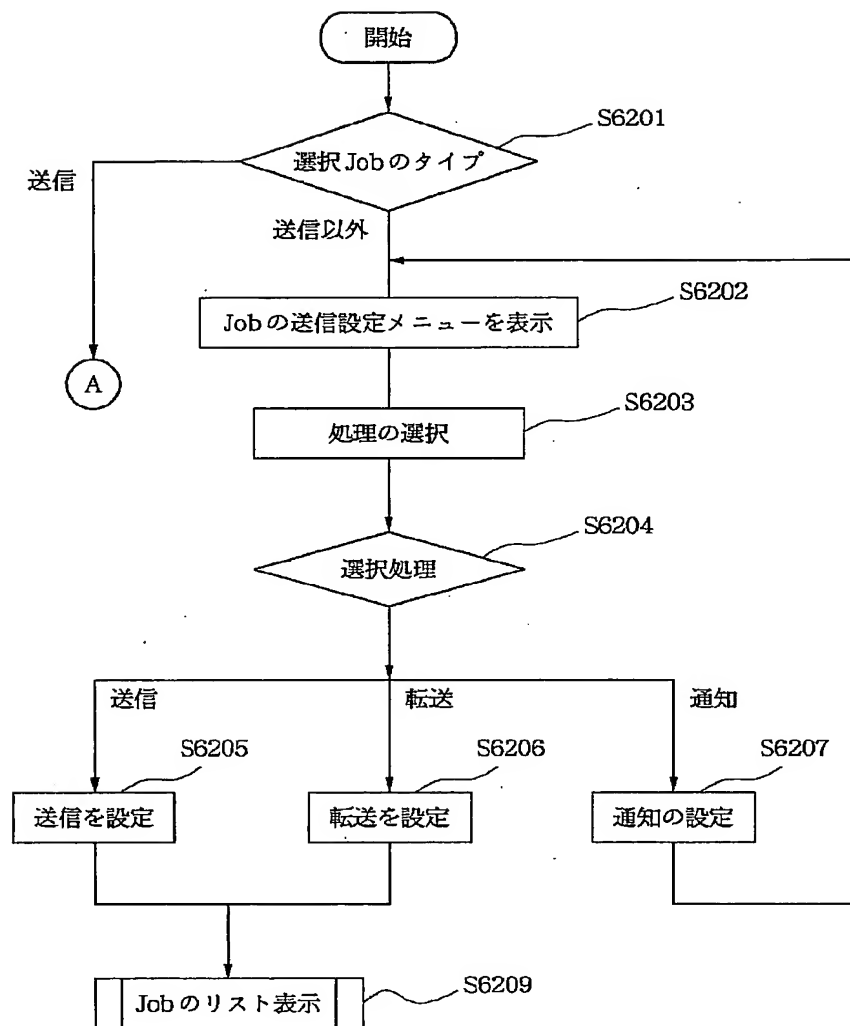 開始
S6201
選択Jobのタイプ
送信
送信以外
S6202
Jobの送信設定メニューを表示
A
S6203
処理の選択
S6204
選択処理
送信
転送
通知
S6205
S6206
S6207
送信を設定
転送を設定
通知の設定
S6209
Jobのリスト表示